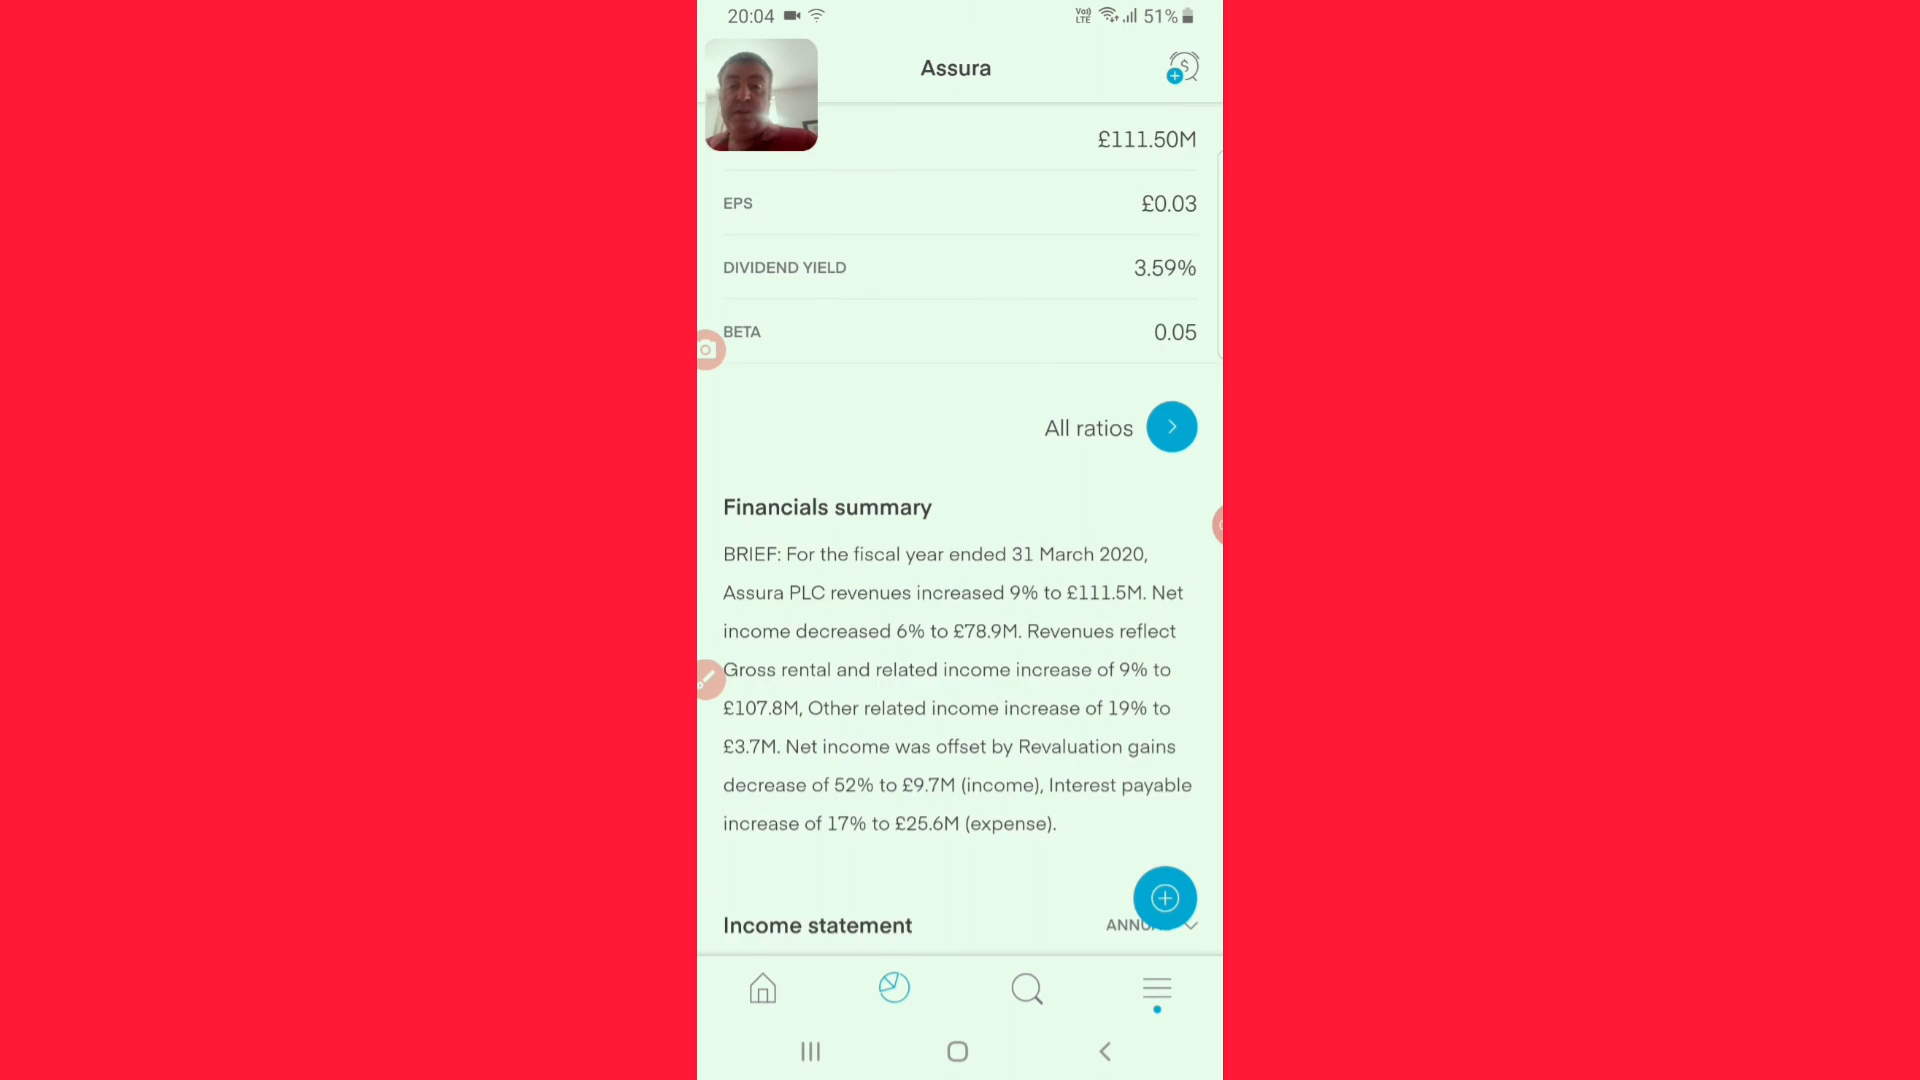 20:04
Vo)) LTE 51%
Assura
£111.50M
EPS £0.03
DIVIDEND YIELD 3.59%
BETA 0.05
All ratios
Financials summary
BRIEF: For the fiscal year ended 31 March 2020,
Assura PLC revenues increased 9% to £111.5M. Net
income decreased 6% to £78.9M. Revenues reflect
Gross rental and related income increase of 9% to
£107.8M, Other related income increase of 19% to
£3.7M. Net income was offset by Revaluation gains
decrease of 52% to £9.7M (income), Interest payable
increase of 17% to £25.6M (expense).
Income statement